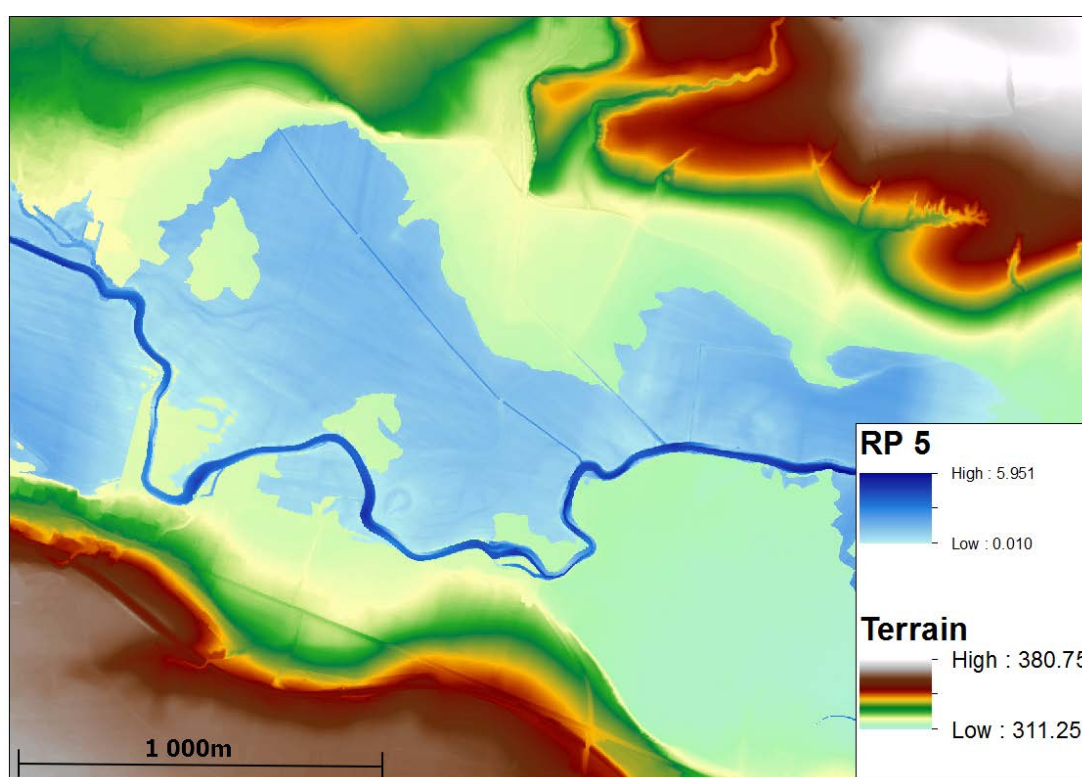 RP 5
High : 5.951
Low : 0.010
Terrain
High : 380.75
Low : 311.25
1 000m